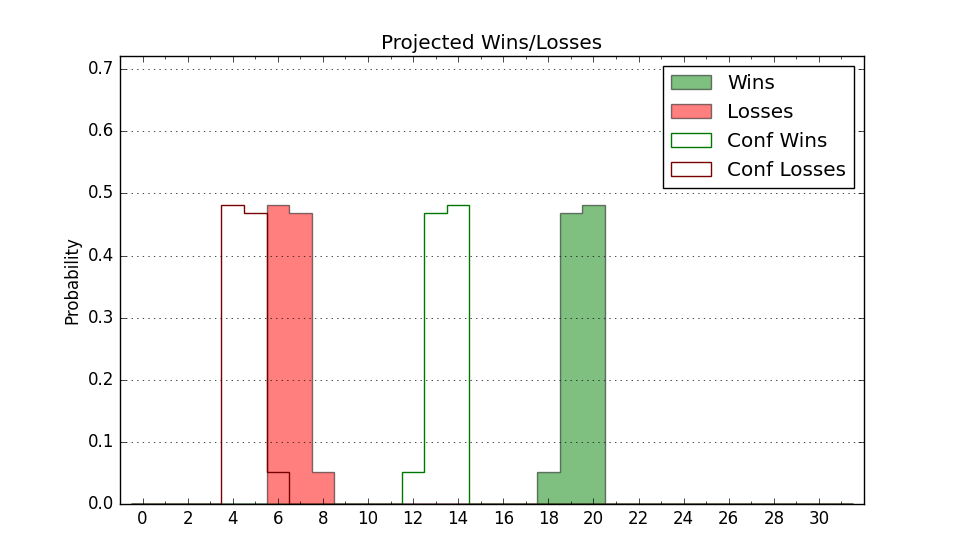 Projected Wins/Losses
0.7
0.6
0.5
0.4
0.3
0.2
0.1
0.0
Probability
Wins
Losses
Conf Wins
Conf Losses
0 2 4 6 8 10 12 14 16 18 20 22 24 26 28 30